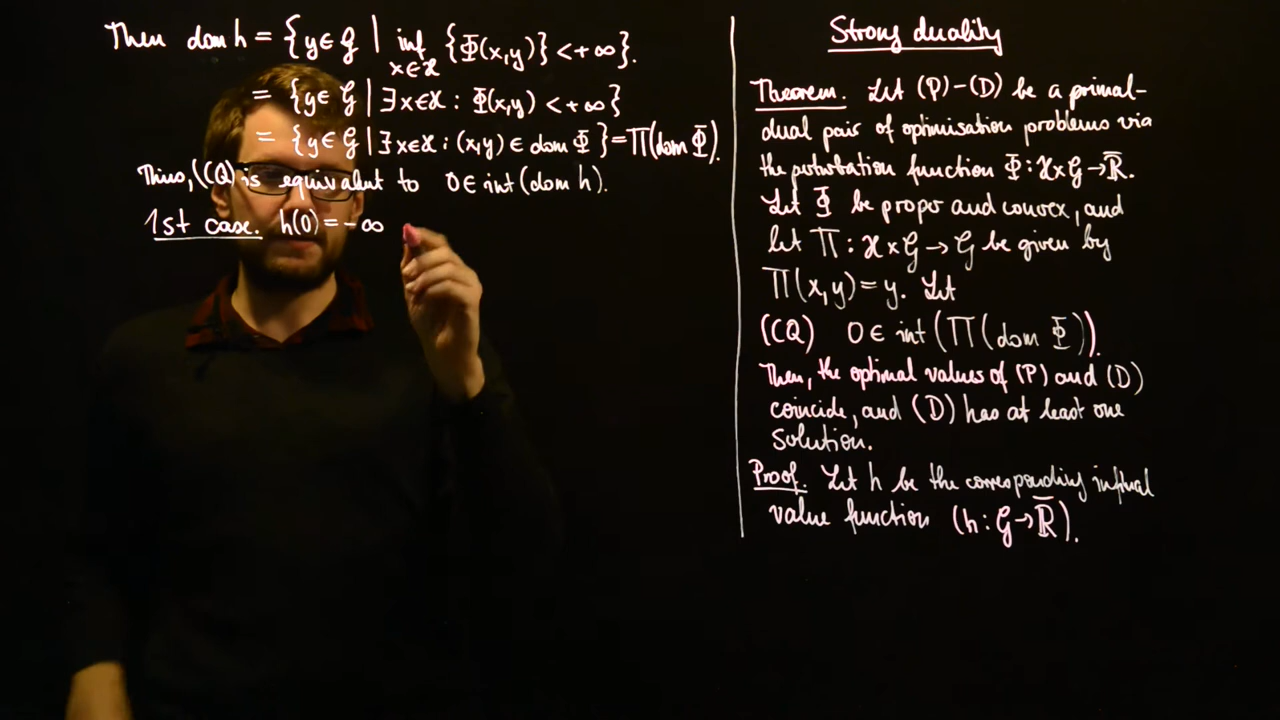 Then dom h = {y ∈ G | inf {Φ(x,y)} < +∞}.
x∈X
= {y ∈ G | ∃ x∈X : Φ(x,y) < +∞}
= {y ∈ G | ∃ x∈X : (x,y) ∈ dom Φ} = Π(dom Φ).
Thus, (CQ) is equivalent to 0 ∈ int(dom h).
1st case. h(0) = -∞
Strong duality
Theorem. Let (P)-(D) be a primal-
dual pair of optimisation problems via
the perturbation function Φ : X×G → R̅.
Let Φ be proper and convex, and
let Π : X×G → G be given by
Π(x,y) = y. Let
(CQ) 0 ∈ int(Π(dom Φ)).
Then, the optimal values of (P) and (D)
coincide, and (D) has at least one
solution.
Proof. Let h be the corresponding infimal
value function (h : G → R̅).